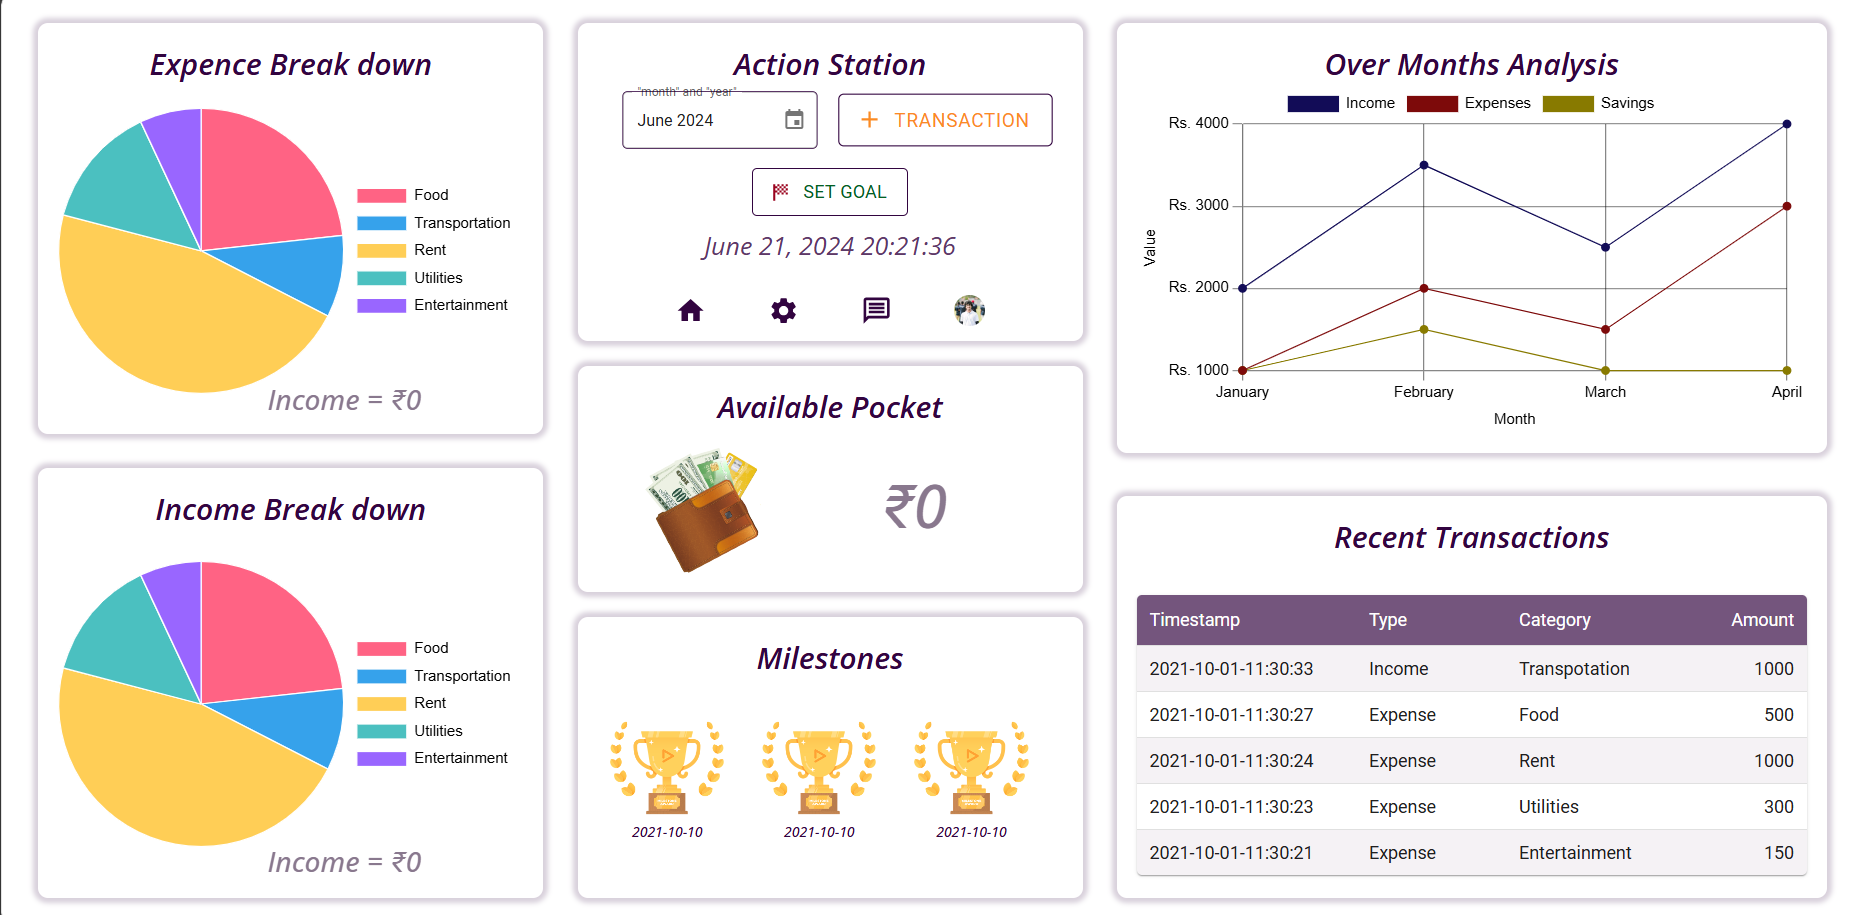 Expence Break down
Food
Transportation
Rent
Utilities
Entertainment
Income = ₹0
Income Break down
Food
Transportation
Rent
Utilities
Entertainment
Income = ₹0
Action Station
"month" and "year"
June 2024
+ TRANSACTION
SET GOAL
June 21, 2024 20:21:36
Available Pocket
₹0
Milestones
2021-10-10 2021-10-10 2021-10-10
Over Months Analysis
Income Expenses Savings
Rs. 4000
Rs. 3000
Value
Rs. 2000
Rs. 1000
January February March April
Month
Recent Transactions
Timestamp Type Category Amount
2021-10-01-11:30:33 Income Transpotation 1000
2021-10-01-11:30:27 Expense Food 500
2021-10-01-11:30:24 Expense Rent 1000
2021-10-01-11:30:23 Expense Utilities 300
2021-10-01-11:30:21 Expense Entertainment 150